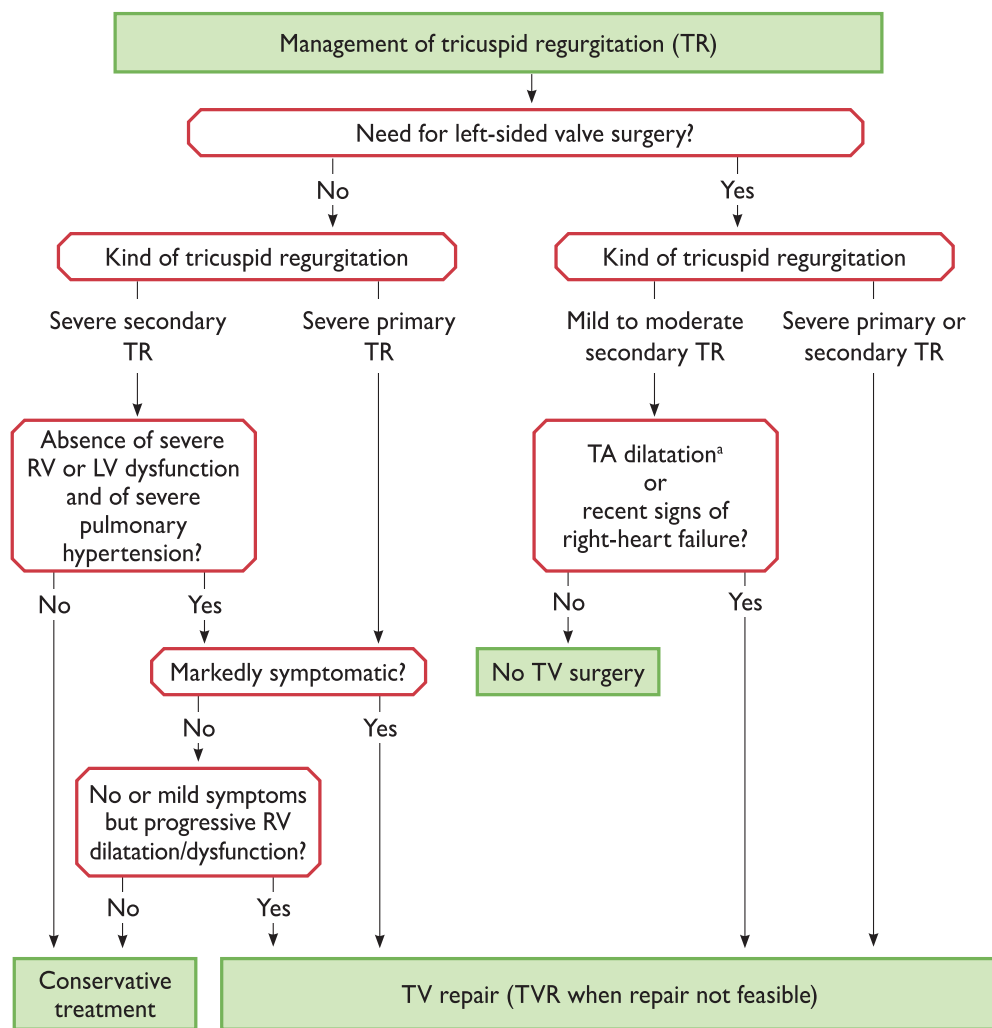 Management of tricuspid regurgitation (TR)
Need for left-sided valve surgery?
No
Yes
Kind of tricuspid regurgitation
Kind of tricuspid regurgitation
Severe secondary
TR
Severe primary
TR
Mild to moderate
secondary TR
Severe primary or
secondary TR
Absence of severe
RV or LV dysfunction
and of severe
pulmonary
hypertension?
TA dilatationᵃ
or
recent signs of
right-heart failure?
No
Yes
No
Yes
Markedly symptomatic?
No TV surgery
No
Yes
No or mild symptoms
but progressive RV
dilatation/dysfunction?
No
Yes
Conservative
treatment
TV repair (TVR when repair not feasible)